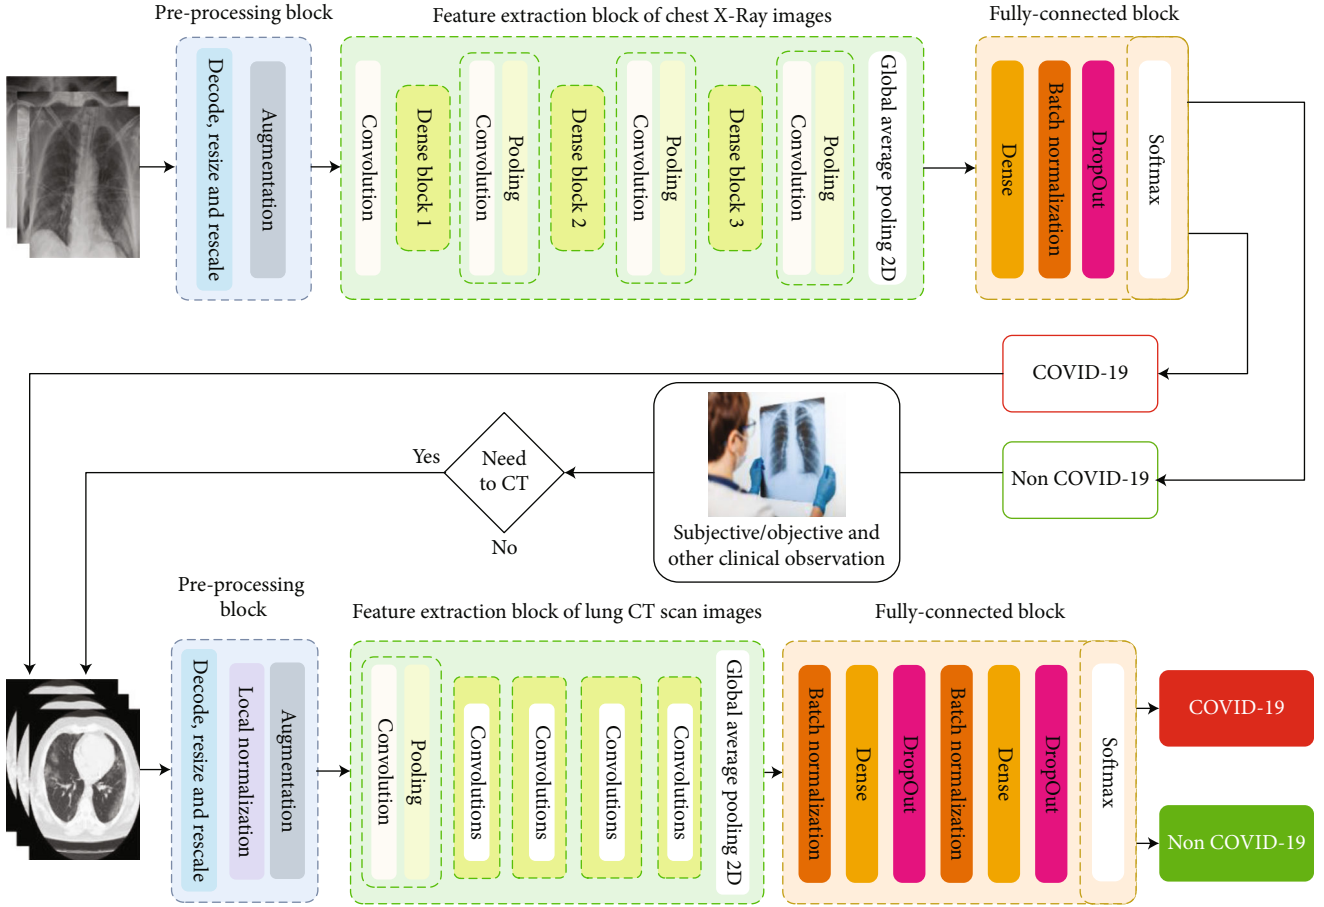 Pre-processing block
Feature extraction block of chest X-Ray images
Fully-connected block
Decode, resize and rescale
Augmentation
Convolution
Dense block 1
Convolution
Pooling
Dense block 2
Convolution
Pooling
Dense block 3
Convolution
Pooling
Global average
pooling 2D
Dense
Batch normalization
DropOut
Softmax
COVID-19
Non COVID-19
Subjective/objective and
other clinical observation
Need
to CT
Yes
No
Pre-processing
block
Feature extraction block of lung CT scan images
Fully-connected block
Decode, resize and rescale
Local normalization
Augmentation
Convolution
Pooling
Convolutions
Convolutions
Convolutions
Convolutions
Global average pooling 2D
Batch normalization
Dense
DropOut
Batch normalization
Dense
DropOut
Softmax
COVID-19
Non COVID-19